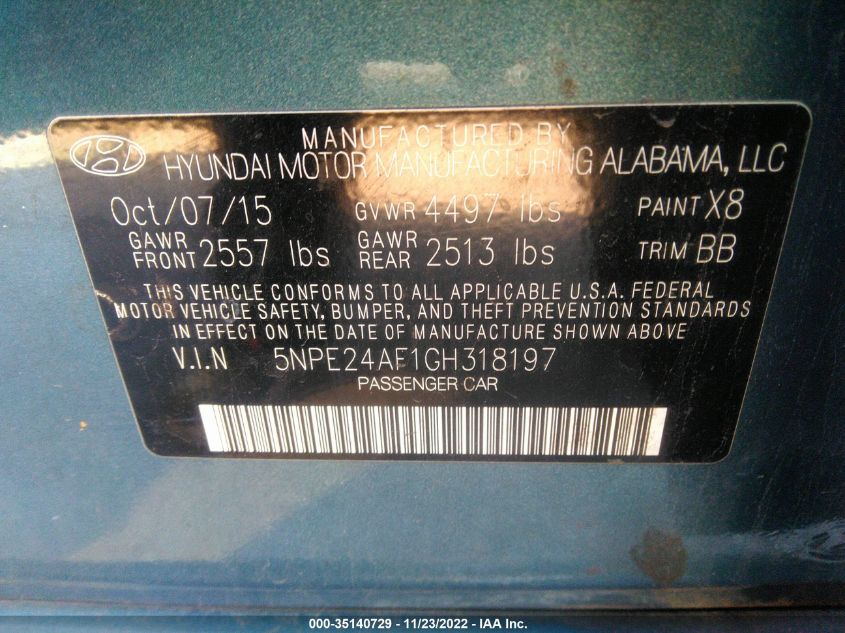 MANUFACTURED BY
HYUNDAI MOTOR MANUFACTURING ALABAMA, LLC
Oct/07/15 GVWR 4497 lbs PAINT X8
GAWR FRONT 2557 lbs GAWR REAR 2513 lbs TRIM BB
THIS VEHICLE CONFORMS TO ALL APPLICABLE U.S.A. FEDERAL
MOTOR VEHICLE SAFETY, BUMPER, AND THEFT PREVENTION STANDARDS
IN EFFECT ON THE DATE OF MANUFACTURE SHOWN ABOVE
V.I.N 5NPE24AF1GH318197
PASSENGER CAR
000-35140729 - 11/23/2022 - IAA Inc.